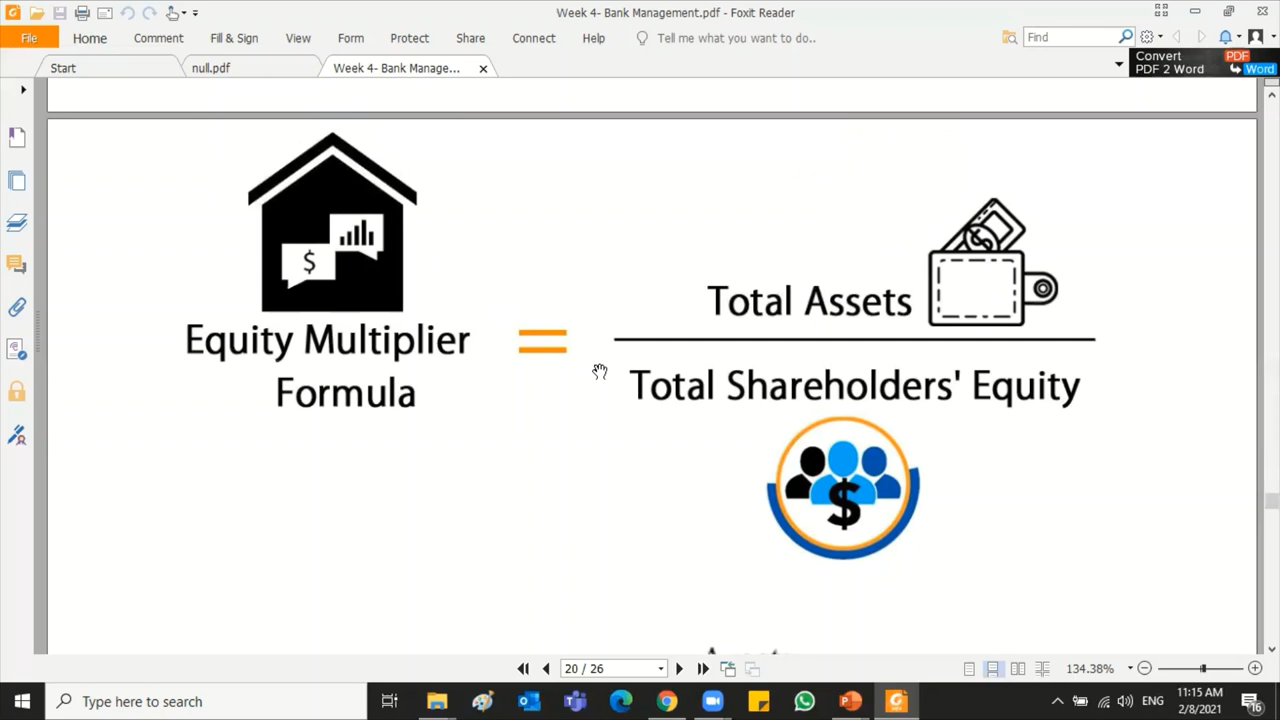 Week 4- Bank Management.pdf - Foxit Reader
File Home Comment Fill & Sign View Form Protect Share Connect Help Tell me what you want to do.. Find
Start null.pdf Week 4- Bank Manage...
Convert PDF
PDF 2 Word Word
$
Total Assets
Equity Multiplier
Formula
=
Total Shareholders' Equity
$
20 / 26
134.38%
Type here to search
ENG
11:15 AM
2/8/2021
16